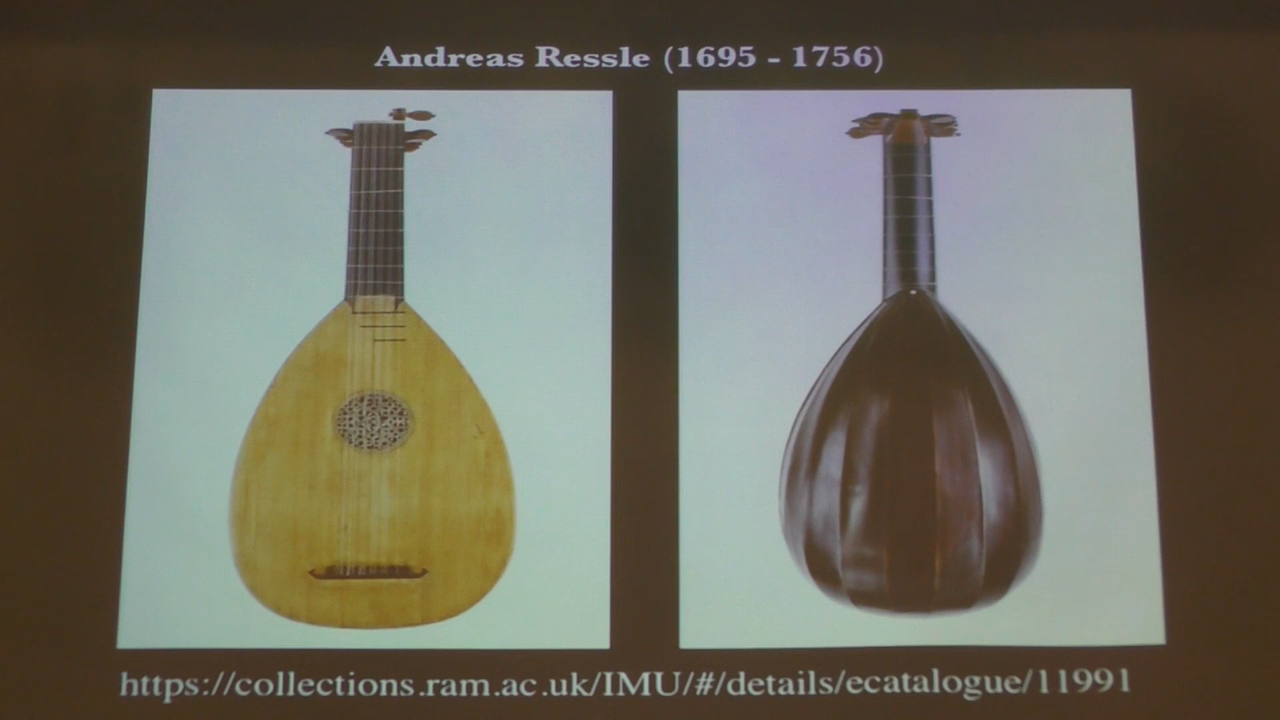 Andreas Ressle (1695 - 1756)
https://collections.ram.ac.uk/IMU/#/details/ecatalogue/11991